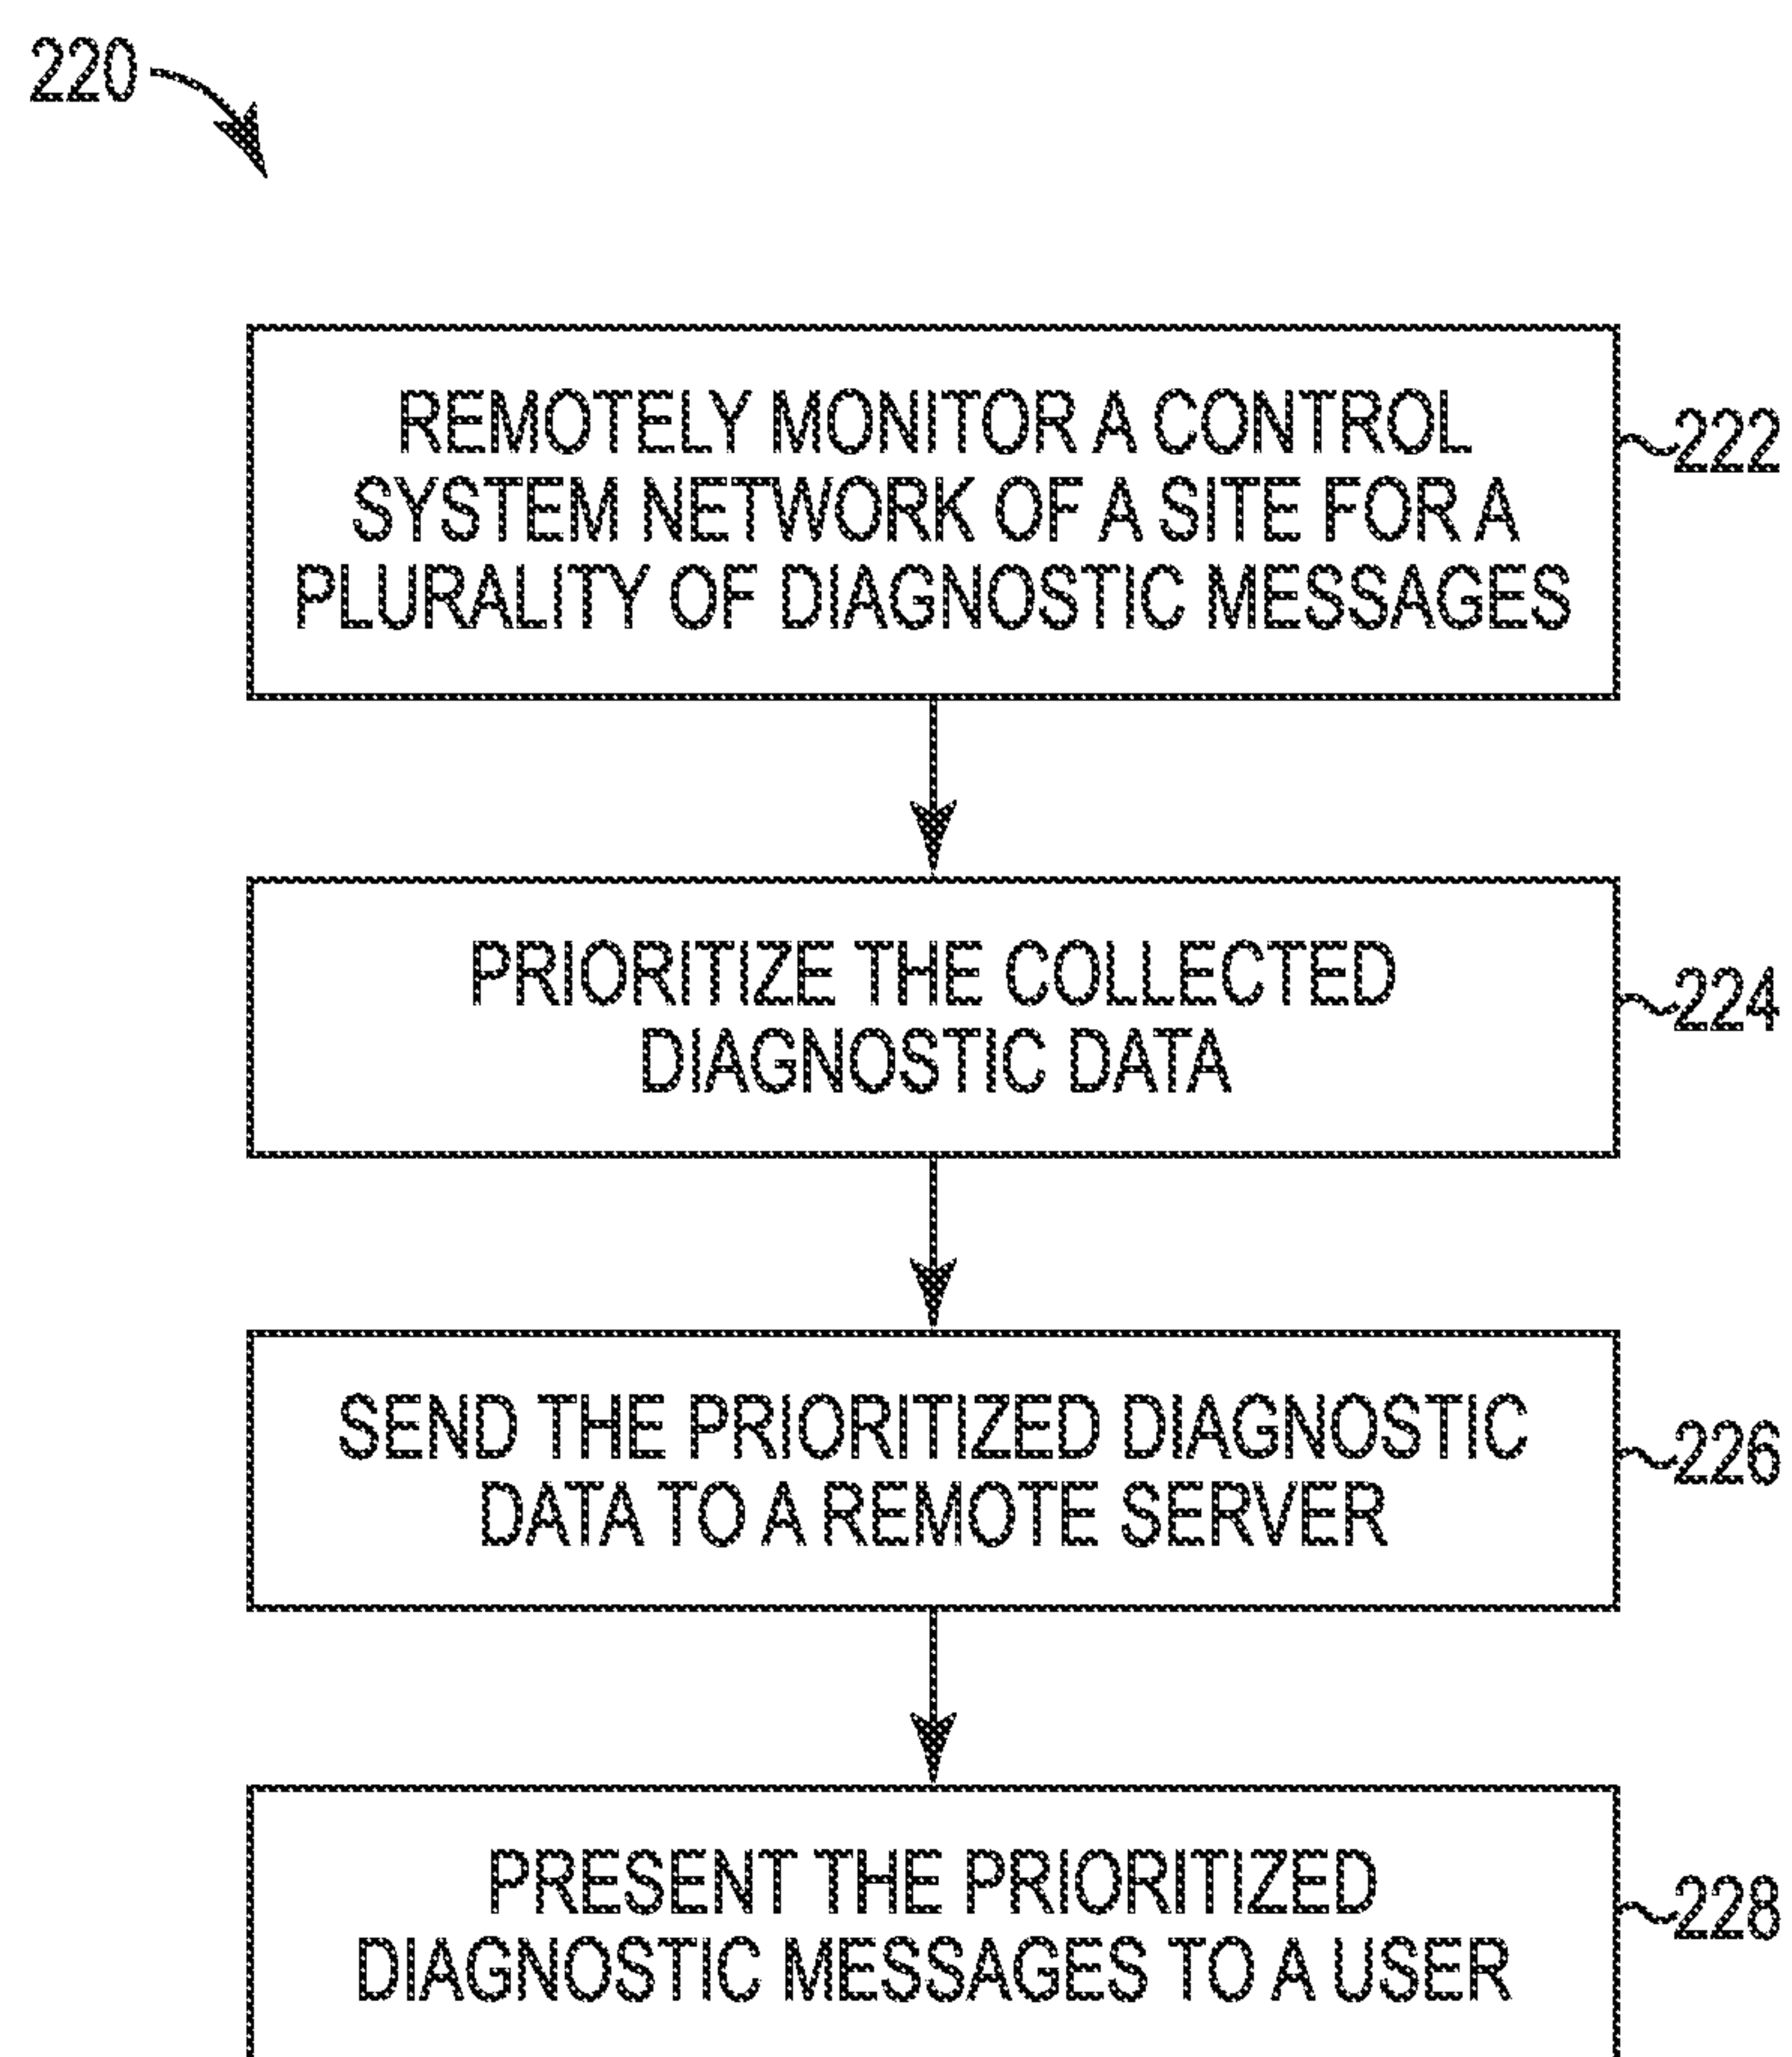 220
REMOTELY MONITOR A CONTROL
SYSTEM NETWORK OF A SITE FOR A
PLURALITY OF DIAGNOSTIC MESSAGES
222
PRIORITIZE THE COLLECTED
DIAGNOSTIC DATA
224
SEND THE PRIORITIZED DIAGNOSTIC
DATA TO A REMOTE SERVER
226
PRESENT THE PRIORITIZED
DIAGNOSTIC MESSAGES TO A USER
228